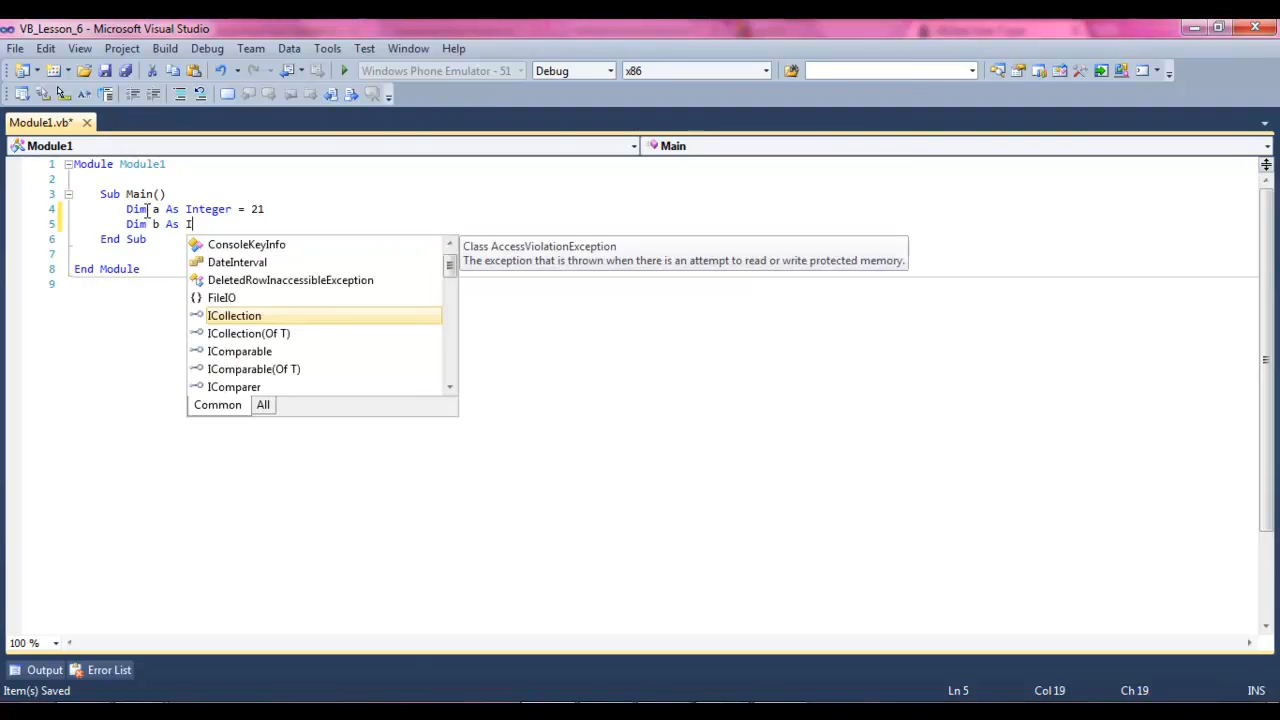 VB_Lesson_6 - Microsoft Visual Studio
File Edit View Project Build Debug Team Data Tools Test Window Help
Windows Phone Emulator - 51 Debug x86
Module1.vb*
Module1 Main
1 Module Module1
2
3 Sub Main()
4 Dim a As Integer = 21
5 Dim b As I
6 End Sub
7
8 End Module
9
ConsoleKeyInfo
DateInterval
DeletedRowInaccessibleException
{} FileIO
ICollection
ICollection(Of T)
IComparable
IComparable(Of T)
IComparer
Common All
Class AccessViolationException
The exception that is thrown when there is an attempt to read or write protected memory.
100 %
Output Error List
Item(s) Saved Ln 5 Col 19 Ch 19 INS